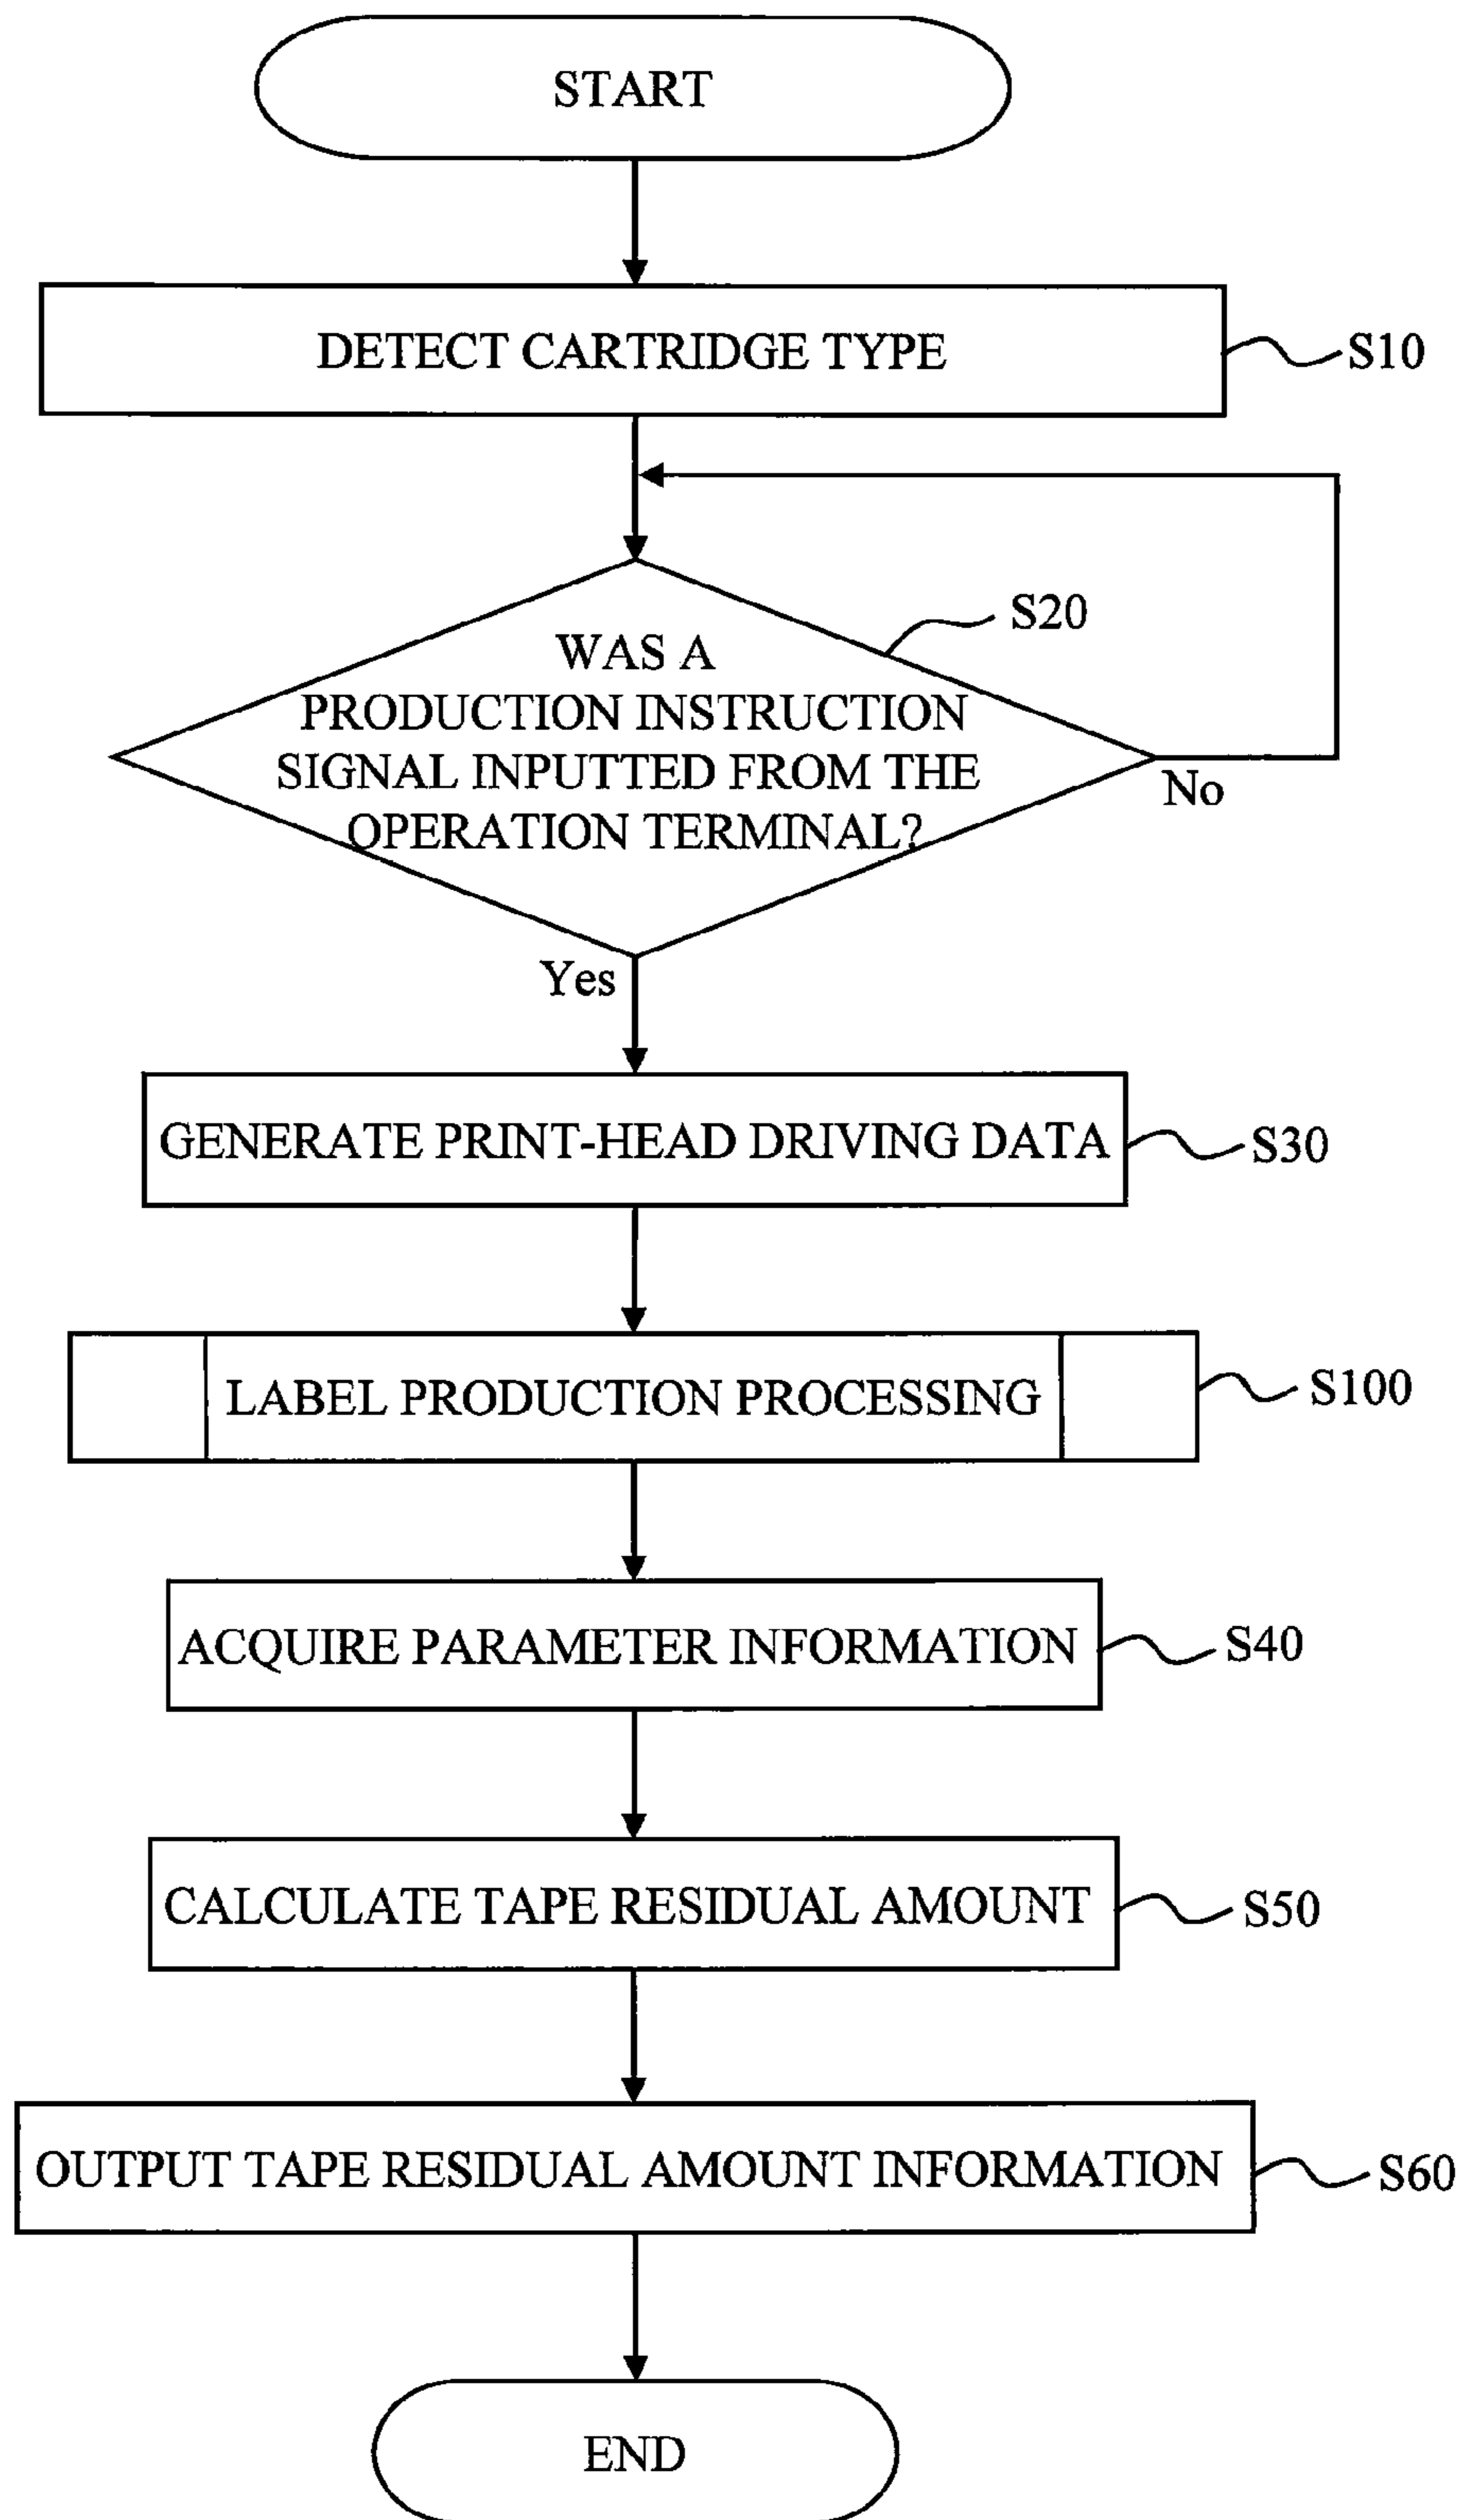 START
DETECT CARTRIDGE TYPE
S10
S20
WAS A
PRODUCTION INSTRUCTION
SIGNAL INPUTTED FROM THE
OPERATION TERMINAL?
No
Yes
GENERATE PRINT-HEAD DRIVING DATA
S30
LABEL PRODUCTION PROCESSING
S100
ACQUIRE PARAMETER INFORMATION
S40
CALCULATE TAPE RESIDUAL AMOUNT
S50
OUTPUT TAPE RESIDUAL AMOUNT INFORMATION
S60
END